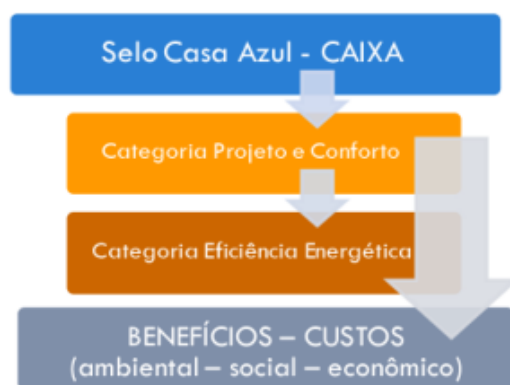 Selo Casa Azul - CAIXA
Categoria Projeto e Conforto
Categoria Eficiência Energética
BENEFÍCIOS – CUSTOS
(ambiental – social – econômico)